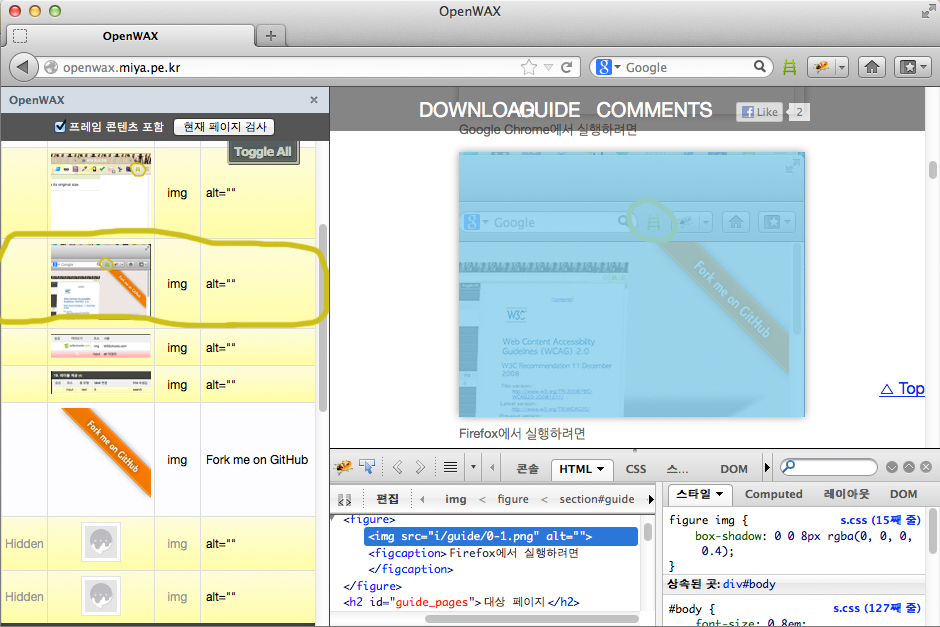 OpenWAX
OpenWAX
openwax.miya.pe.kr
Google
OpenWAX
프레임 콘텐츠 포함
현재 페이지 검사
Toggle All
img
alt=""
img
alt=""
img
alt=""
img
alt=""
Fork me on GitHub
img
Fork me on GitHub
Hidden
img
alt=""
Hidden
img
alt=""
DOWNLOAD
GUIDE
COMMENTS
Like
2
Google Chrome에서 실행하려면
Google
Fork me on GitHub
Contents
W3C
Web Content Accessibility
Guidelines (WCAG) 2.0
W3C Recommendation 11 December
2008
This version:
Latest version:
Previous version:
Firefox에서 실행하려면
△ Top
콘솔
HTML
CSS
스...
DOM
편집
img < figure < section#guide
<figure>
<img src="i/guide/0-1.png" alt="">
<figcaption>Firefox에서 실행하려면
</figcaption>
</figure>
<h2 id="guide_pages">대상 페이지</h2>
스타일
Computed
레이아웃
DOM
figure img {
s.css (15째 줄)
box-shadow: 0 0 8px rgba(0, 0, 0,
0.4);
}
상속된 곳: div#body
#body {
s.css (127째 줄)
font-size: 0.8em;